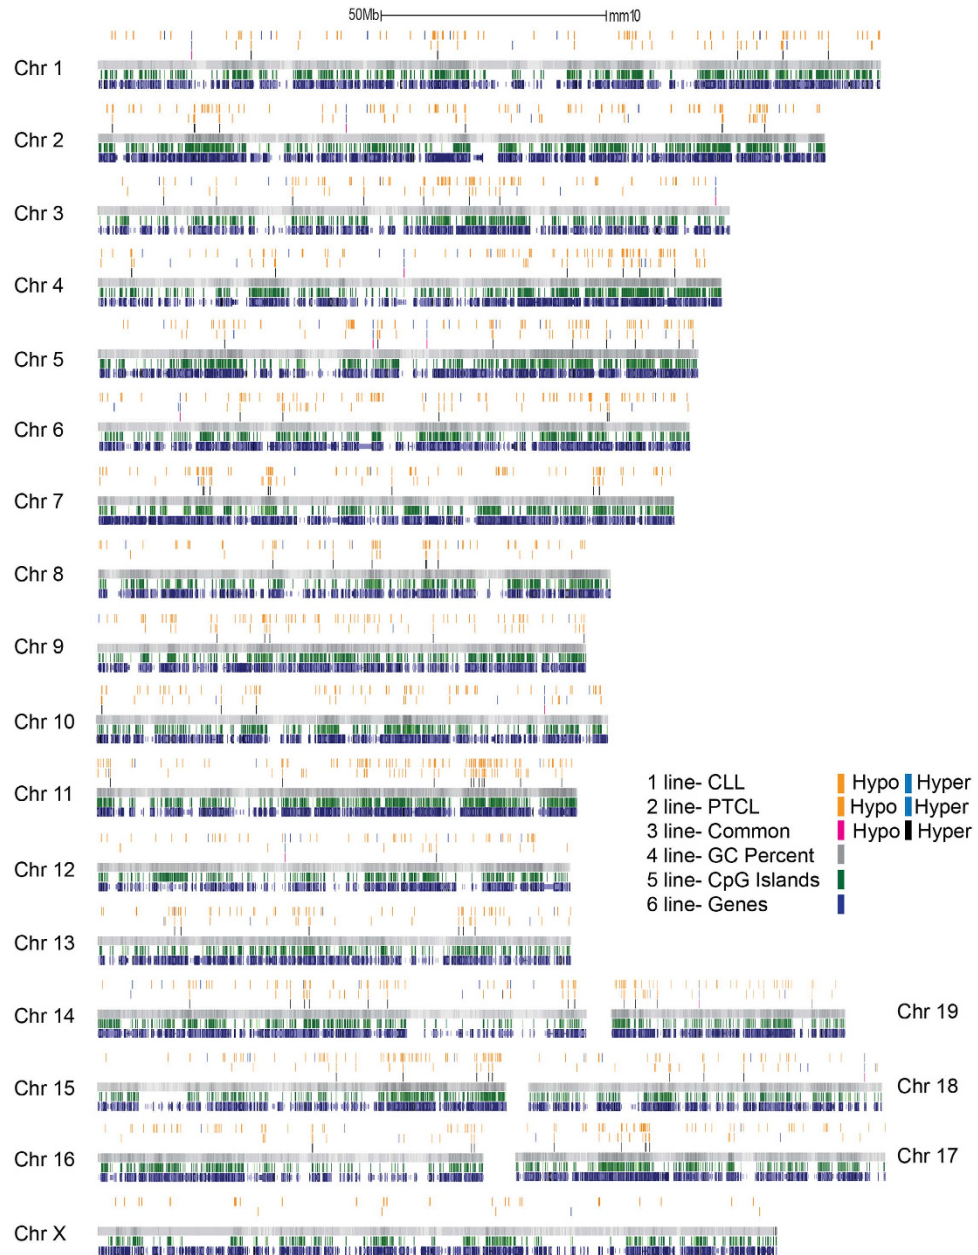 50Mb mm10
Chr 1
Chr 2
Chr 3
Chr 4
Chr 5
Chr 6
Chr 7
Chr 8
Chr 9
Chr 10
Chr 11
1 line- CLL Hypo Hyper
2 line- PTCL Hypo Hyper
3 line- Common Hypo Hyper
4 line- GC Percent
5 line- CpG Islands
6 line- Genes
Chr 12
Chr 13
Chr 14 Chr 19
Chr 15 Chr 18
Chr 16 Chr 17
Chr X